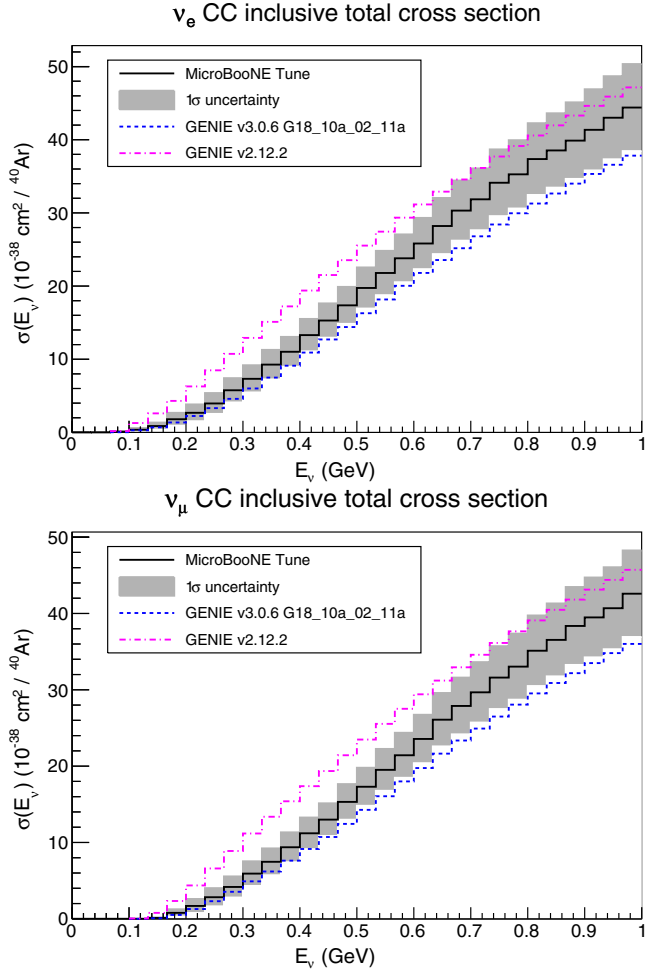 νe CC inclusive total cross section
MicroBooNE Tune
1σ uncertainty
GENIE v3.0.6 G18_10a_02_11a
GENIE v2.12.2
σ(Eν) (10-38 cm2 / 40Ar)
50
40
30
20
10
0
0 0.1 0.2 0.3 0.4 0.5 0.6 0.7 0.8 0.9 1
Eν (GeV)
νμ CC inclusive total cross section
MicroBooNE Tune
1σ uncertainty
GENIE v3.0.6 G18_10a_02_11a
GENIE v2.12.2
σ(Eν) (10-38 cm2 / 40Ar)
50
40
30
20
10
0
0 0.1 0.2 0.3 0.4 0.5 0.6 0.7 0.8 0.9 1
Eν (GeV)